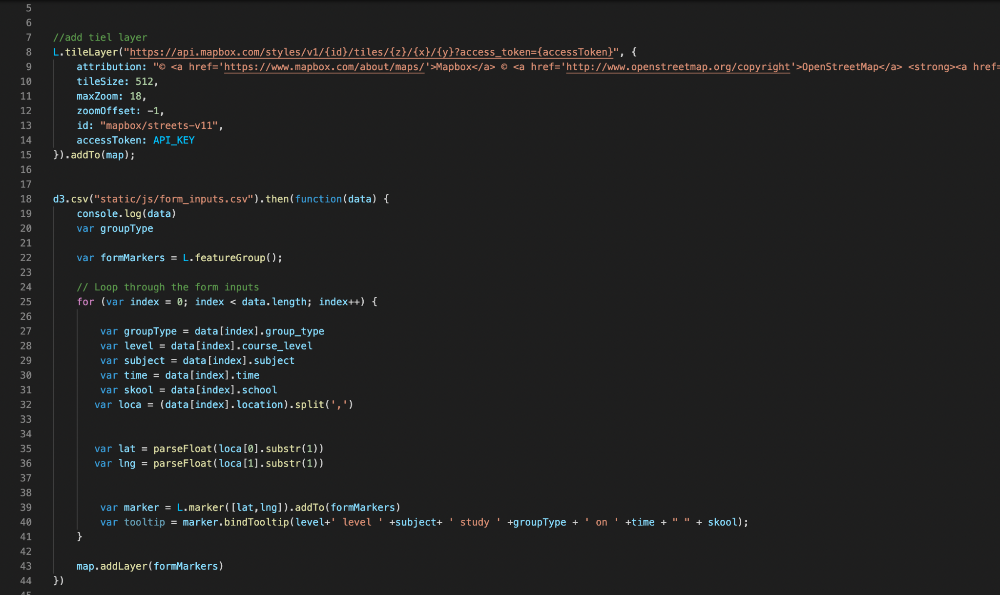 5
6
7 //add tiel layer
8 L.tileLayer("https://api.mapbox.com/styles/v1/{id}/tiles/{z}/{x}/{y}?access_token={accessToken}", {
9     attribution: "© <a href='https://www.mapbox.com/about/maps/'>Mapbox</a> © <a href='http://www.openstreetmap.org/copyright'>OpenStreetMap</a> <strong><a href=
10     tileSize: 512,
11     maxZoom: 18,
12     zoomOffset: -1,
13     id: "mapbox/streets-v11",
14     accessToken: API_KEY
15 }).addTo(map);
16
17
18 d3.csv("static/js/form_inputs.csv").then(function(data) {
19     console.log(data)
20     var groupType
21
22     var formMarkers = L.featureGroup();
23
24     // Loop through the form inputs
25     for (var index = 0; index < data.length; index++) {
26
27         var groupType = data[index].group_type
28         var level = data[index].course_level
29         var subject = data[index].subject
30         var time = data[index].time
31         var skool = data[index].school
32        var loca = (data[index].location).split(',')
33
34
35        var lat = parseFloat(loca[0].substr(1))
36        var lng = parseFloat(loca[1].substr(1))
37
38
39         var marker = L.marker([lat,lng]).addTo(formMarkers)
40         var tooltip = marker.bindTooltip(level+' level ' +subject+ ' study ' +groupType + ' on ' +time + " " + skool);
41     }
42
43     map.addLayer(formMarkers)
44 })
45